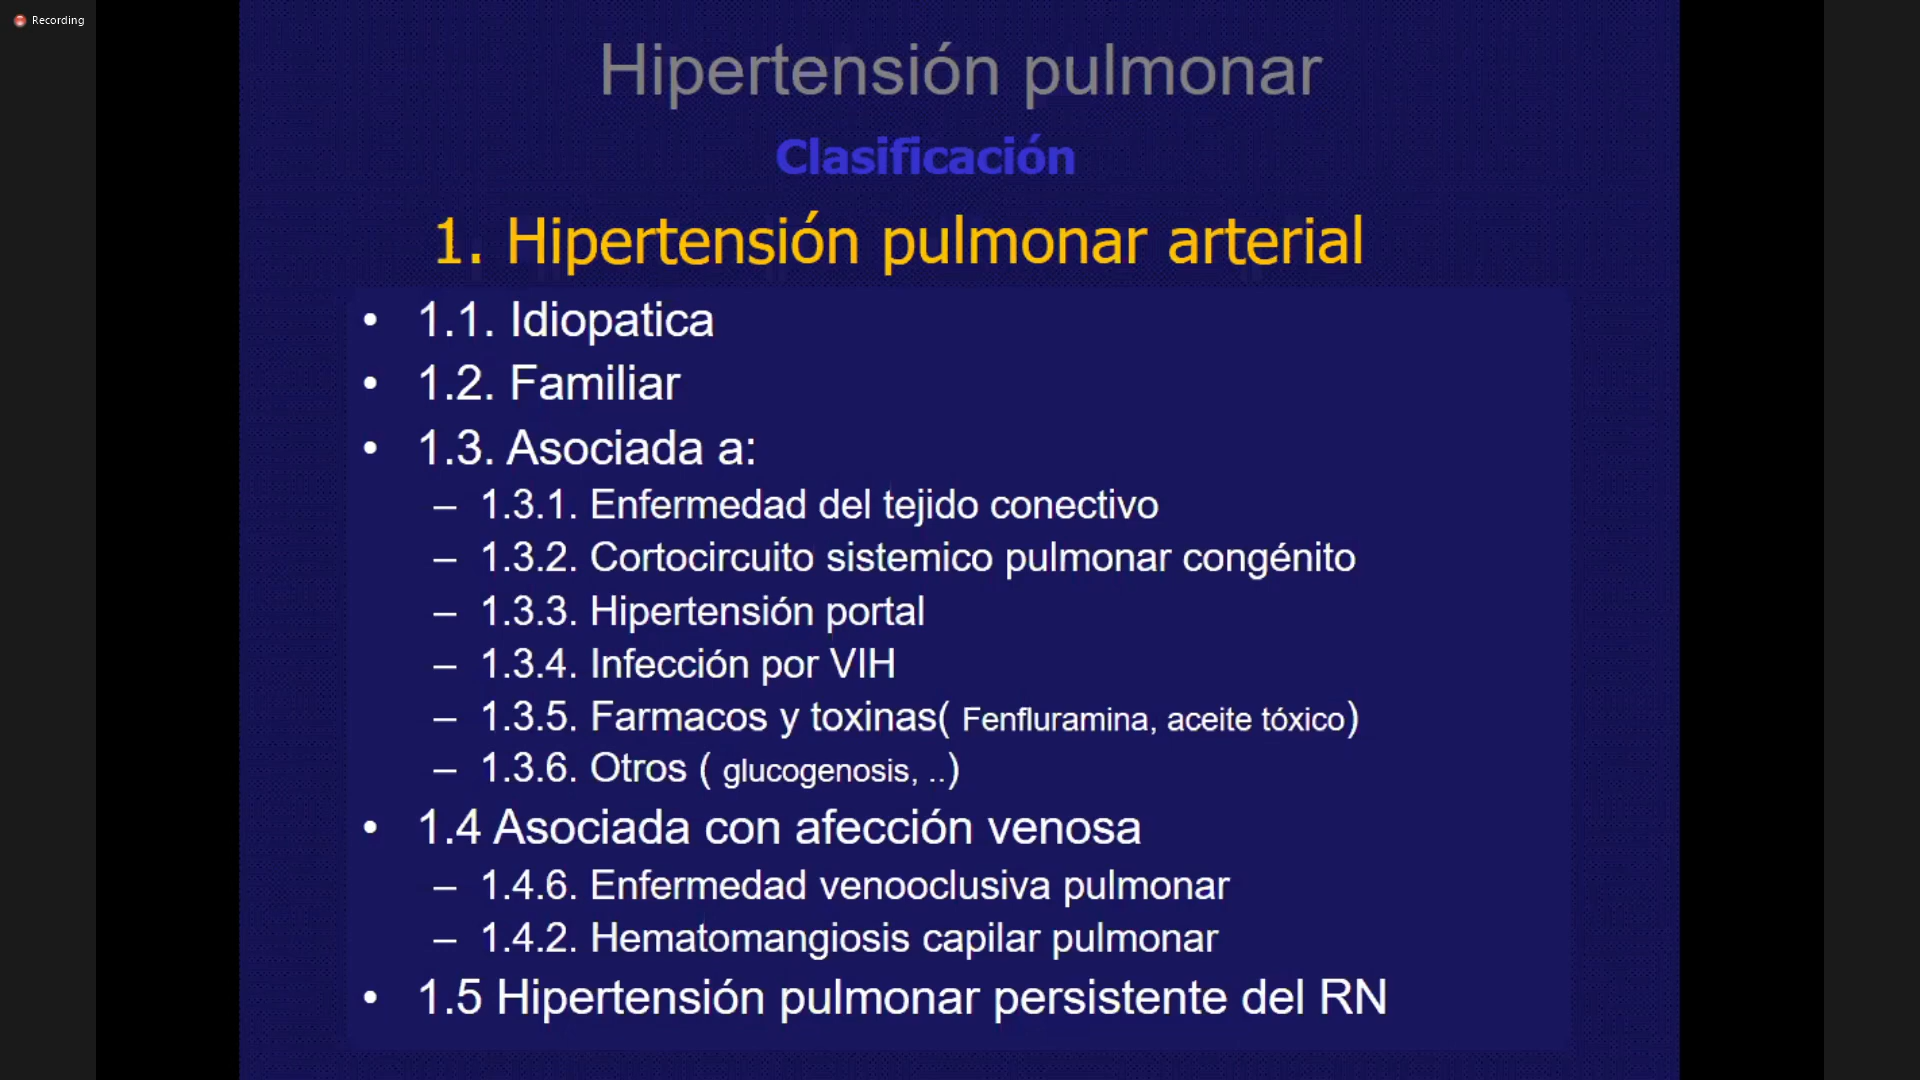 Recording
Hipertensión pulmonar
Clasificación
1. Hipertensión pulmonar arterial
• 1.1. Idiopatica
• 1.2. Familiar
• 1.3. Asociada a:
– 1.3.1. Enfermedad del tejido conectivo
– 1.3.2. Cortocircuito sistemico pulmonar congénito
– 1.3.3. Hipertensión portal
– 1.3.4. Infección por VIH
– 1.3.5. Farmacos y toxinas( Fenfluramina, aceite tóxico)
– 1.3.6. Otros ( glucogenosis, ..)
• 1.4 Asociada con afección venosa
– 1.4.6. Enfermedad venooclusiva pulmonar
– 1.4.2. Hematomangiosis capilar pulmonar
• 1.5 Hipertensión pulmonar persistente del RN